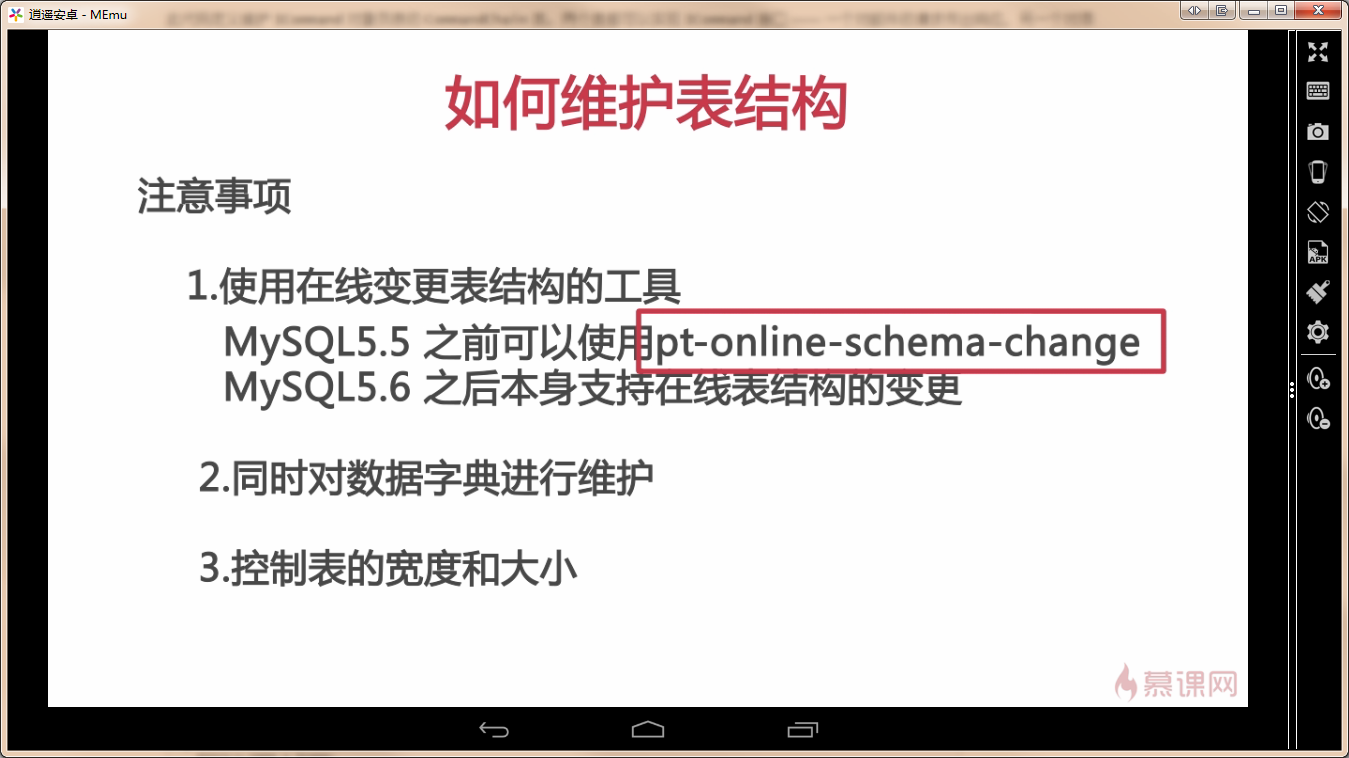 逍遥安卓 - MEmu
如何维护表结构
注意事项
1.使用在线变更表结构的工具
MySQL5.5 之前可以使用pt-online-schema-change
MySQL5.6 之后本身支持在线表结构的变更
2.同时对数据字典进行维护
3.控制表的宽度和大小
慕课网
APK